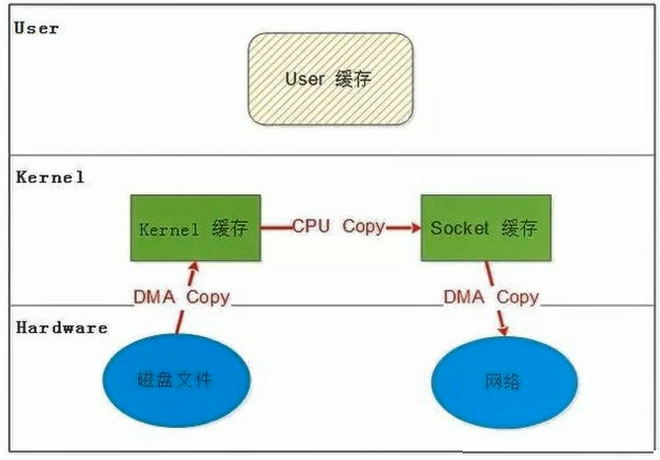 User
User 缓存
Kernel
Kernel 缓存
CPU Copy
Socket 缓存
DMA Copy
DMA Copy
Hardware
磁盘文件
网络